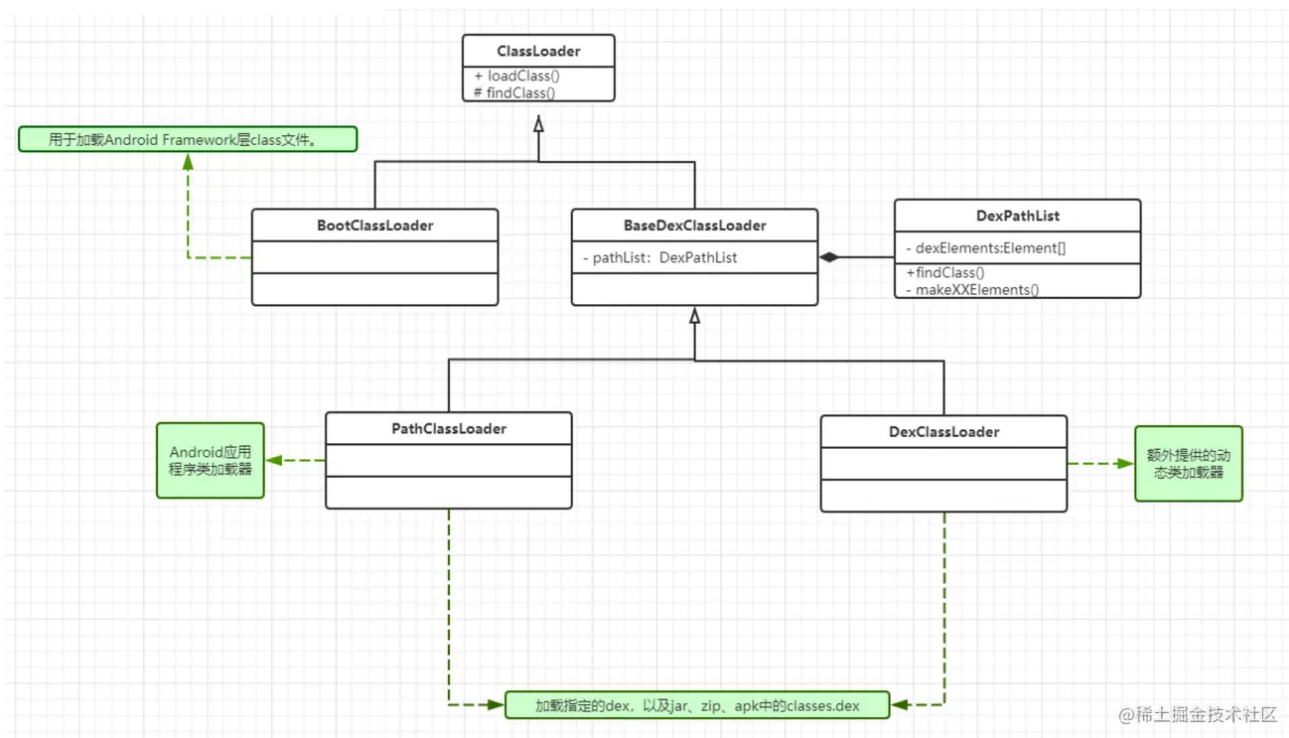 ClassLoader
+ loadClass()
# findClass()
用于加载Android Framework层class文件。
BootClassLoader
BaseDexClassLoader
- pathList：DexPathList
DexPathList
- dexElements:Element[]
+findClass()
- makeXXElements()
PathClassLoader
DexClassLoader
Android应用
程序类加载器
额外提供的动
态类加载器
加载指定的dex，以及jar、zip、apk中的classes.dex
@稀土掘金技术社区